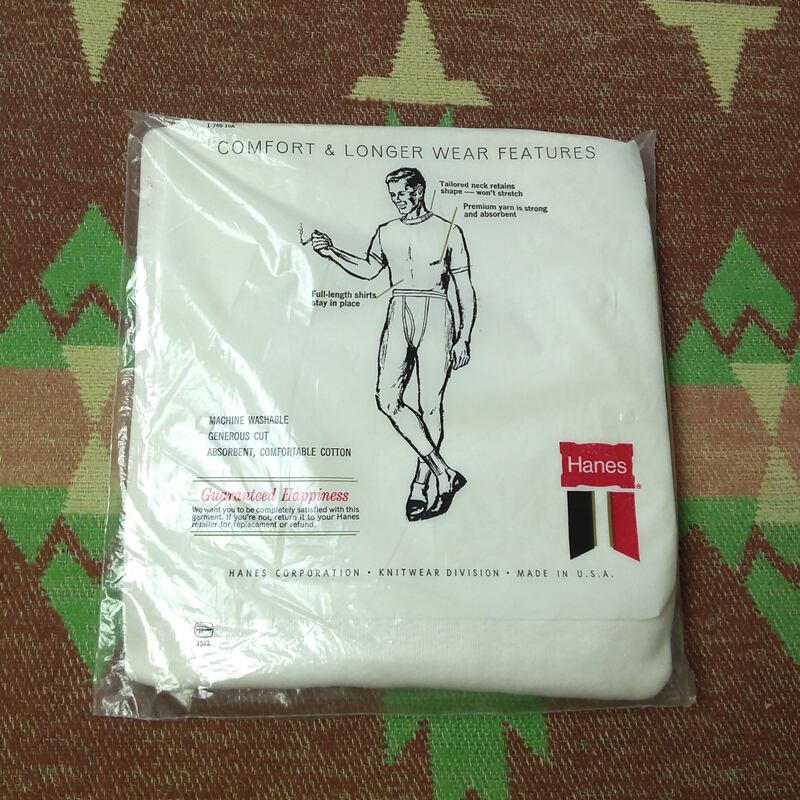 1-746-10A
COMFORT & LONGER WEAR FEATURES
Tailored neck retains
shape — won't stretch
Premium yarn is strong
and absorbent
Full-length shirts
stay in place
MACHINE WASHABLE
GENEROUS CUT
ABSORBENT, COMFORTABLE COTTON
Guaranteed Happiness
We want you to be completely satisfied with this
garment. If you're not, return it to your Hanes
retailer for replacement or refund.
Hanes®
HANES CORPORATION • KNITWEAR DIVISION • MADE IN U.S.A.